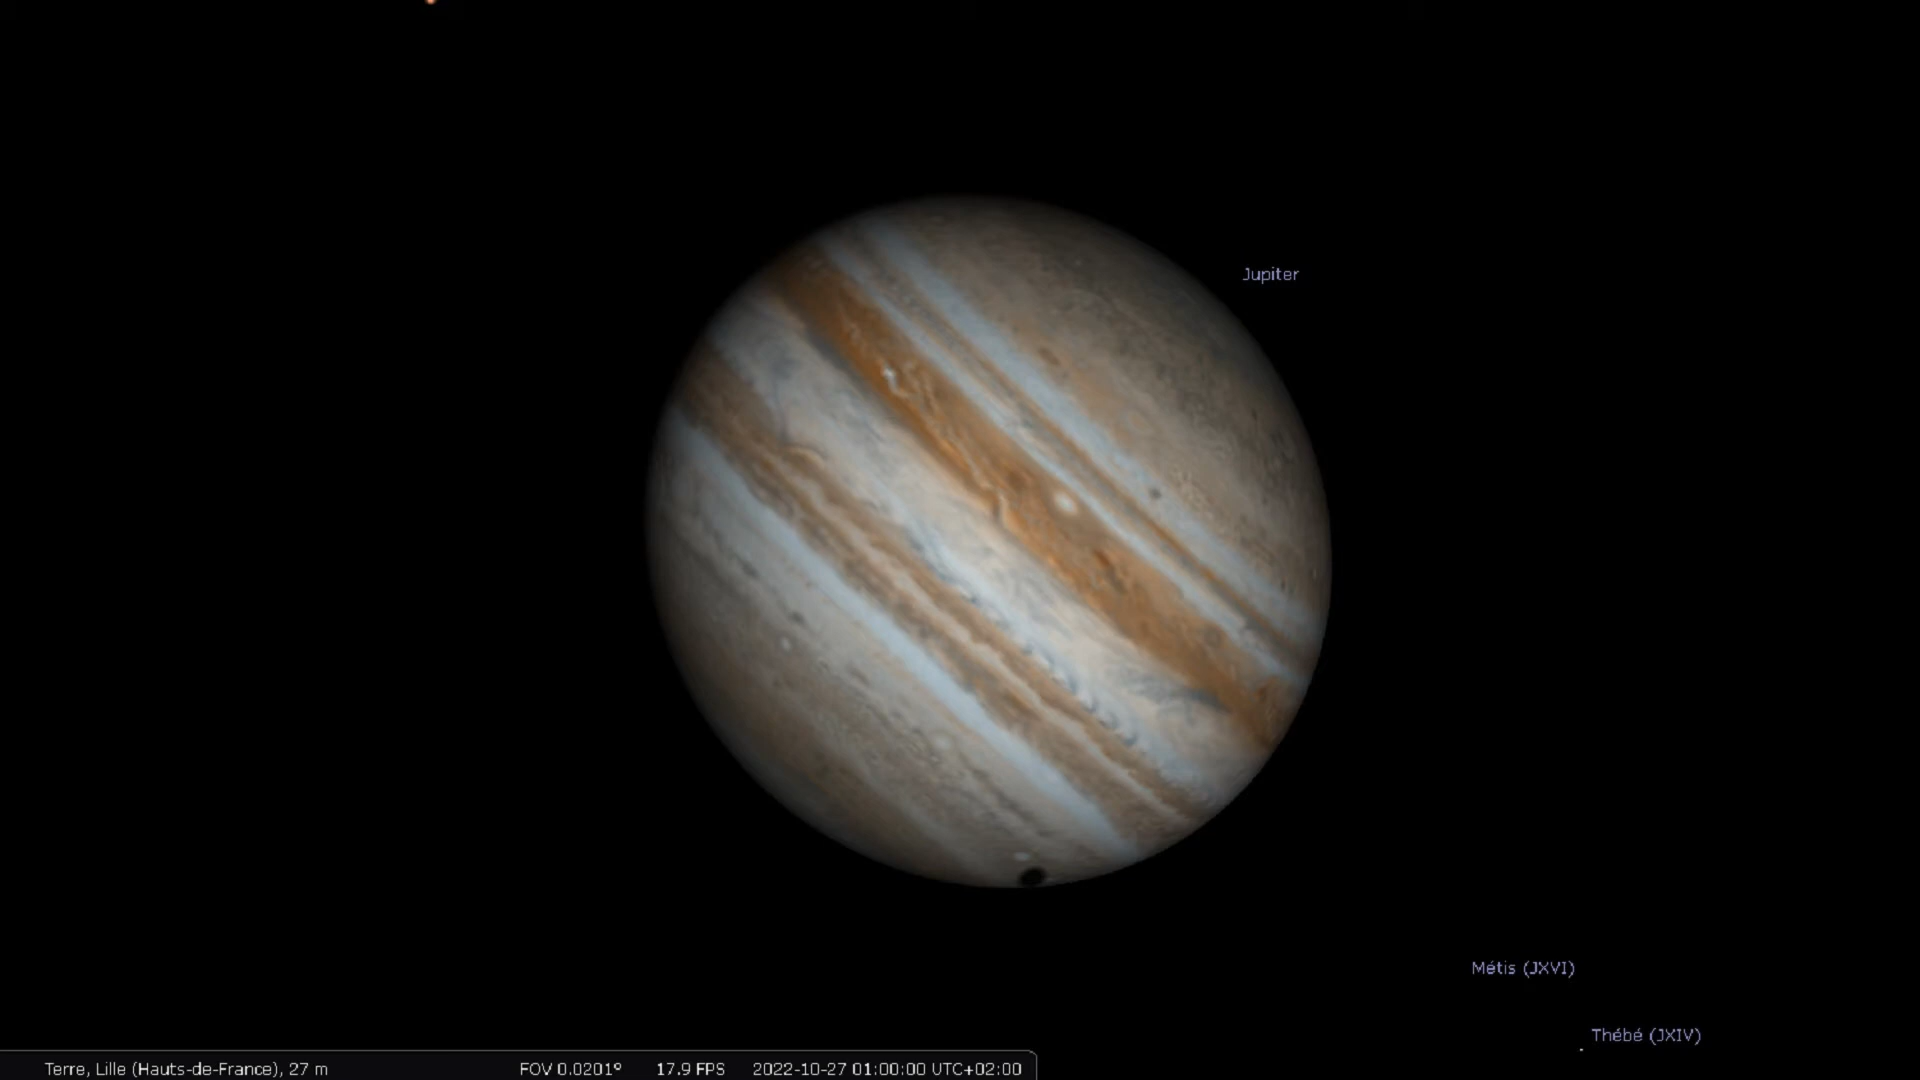 Jupiter
Métis (JXVI)
Thébé (JXIV)
Terre, Lille (Hauts-de-France), 27 m FOV 0.0201° 17.9 FPS 2022-10-27 01:00:00 UTC+02:00